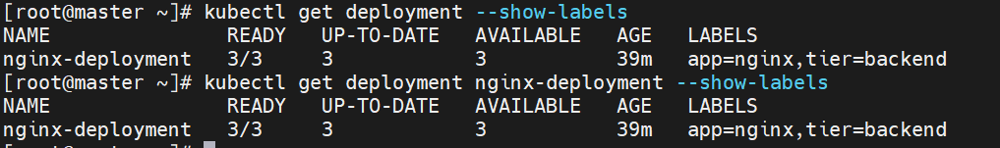 [root@master ~]# kubectl get deployment --show-labels
NAME READY UP-TO-DATE AVAILABLE AGE LABELS
nginx-deployment 3/3 3 3 39m app=nginx,tier=backend
[root@master ~]# kubectl get deployment nginx-deployment --show-labels
NAME READY UP-TO-DATE AVAILABLE AGE LABELS
nginx-deployment 3/3 3 3 39m app=nginx,tier=backend